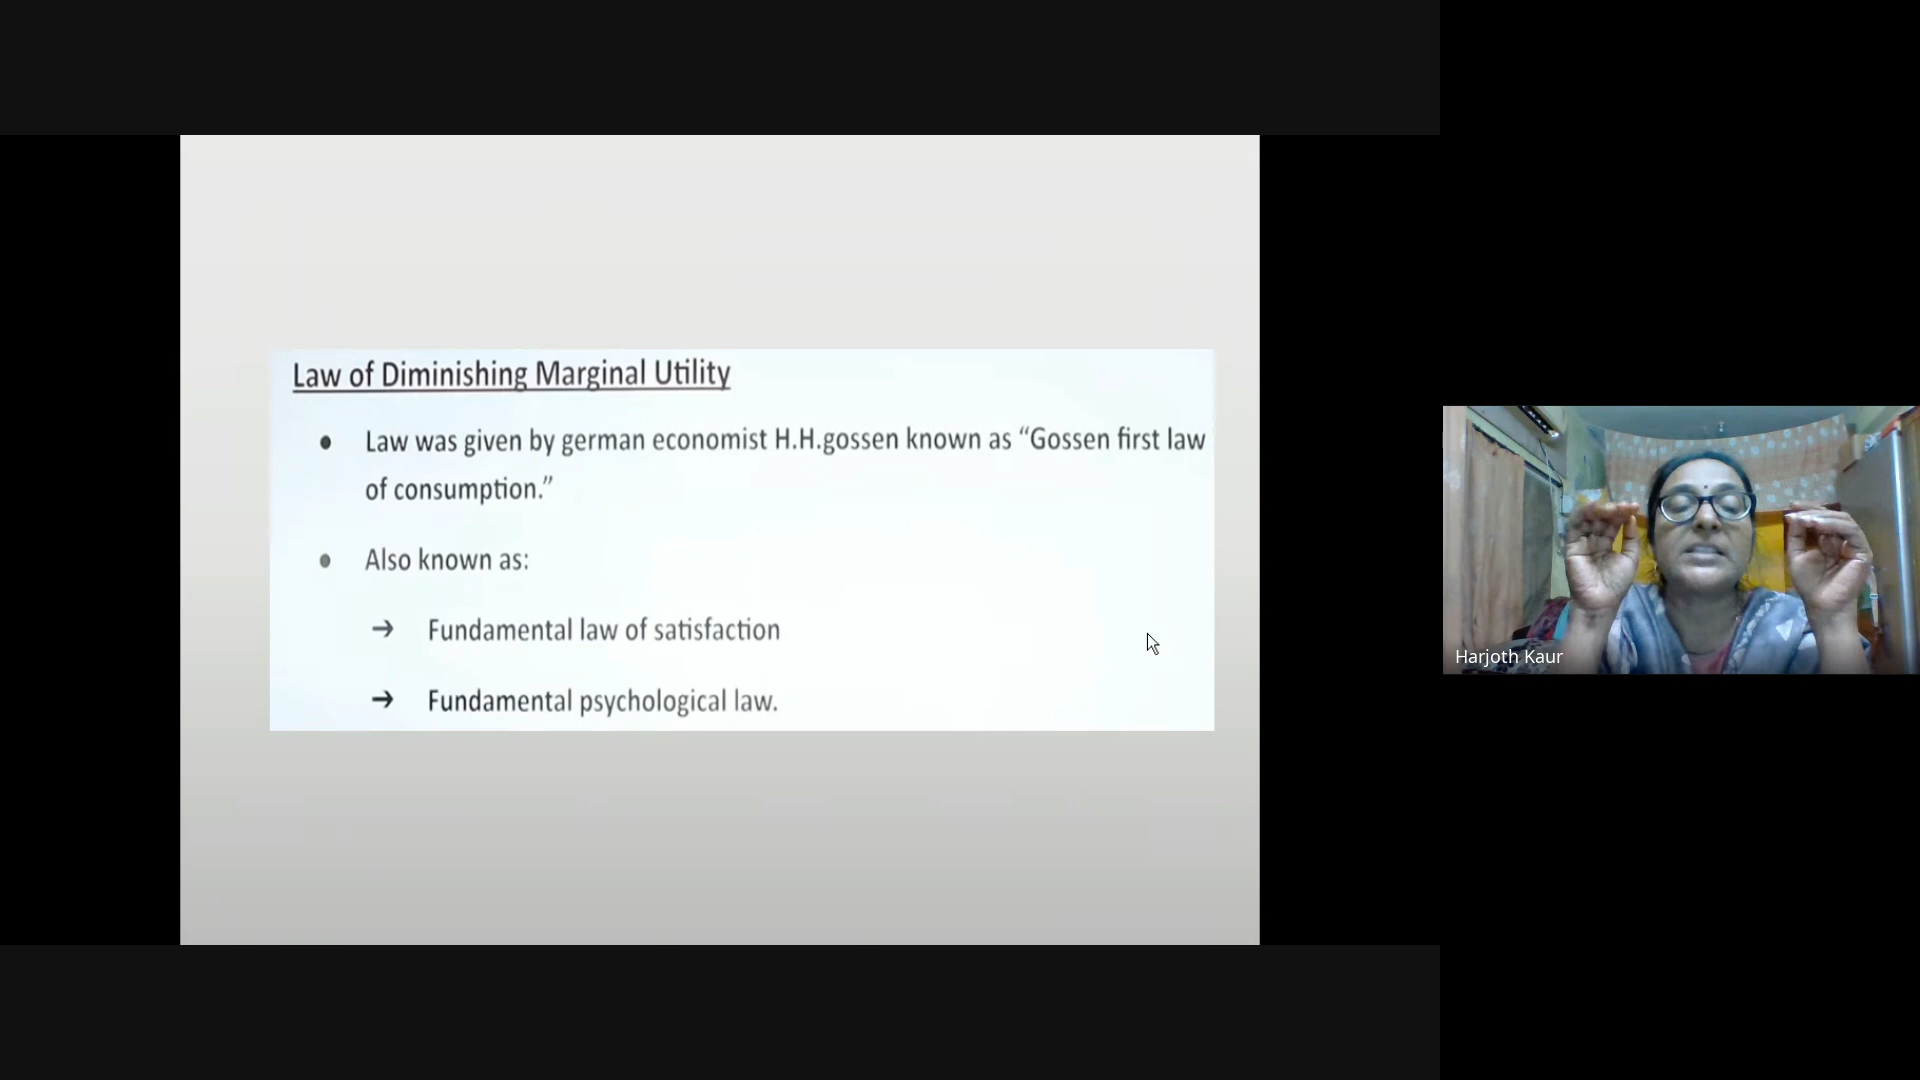 Law of Diminishing Marginal Utility
● Law was given by german economist H.H.gossen known as “Gossen first law
of consumption.”
● Also known as:
→ Fundamental law of satisfaction
→ Fundamental psychological law.
Harjoth Kaur